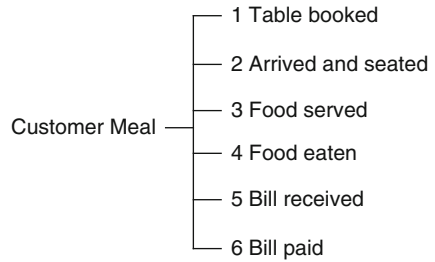 1 Table booked
2 Arrived and seated
3 Food served
Customer Meal
4 Food eaten
5 Bill received
6 Bill paid